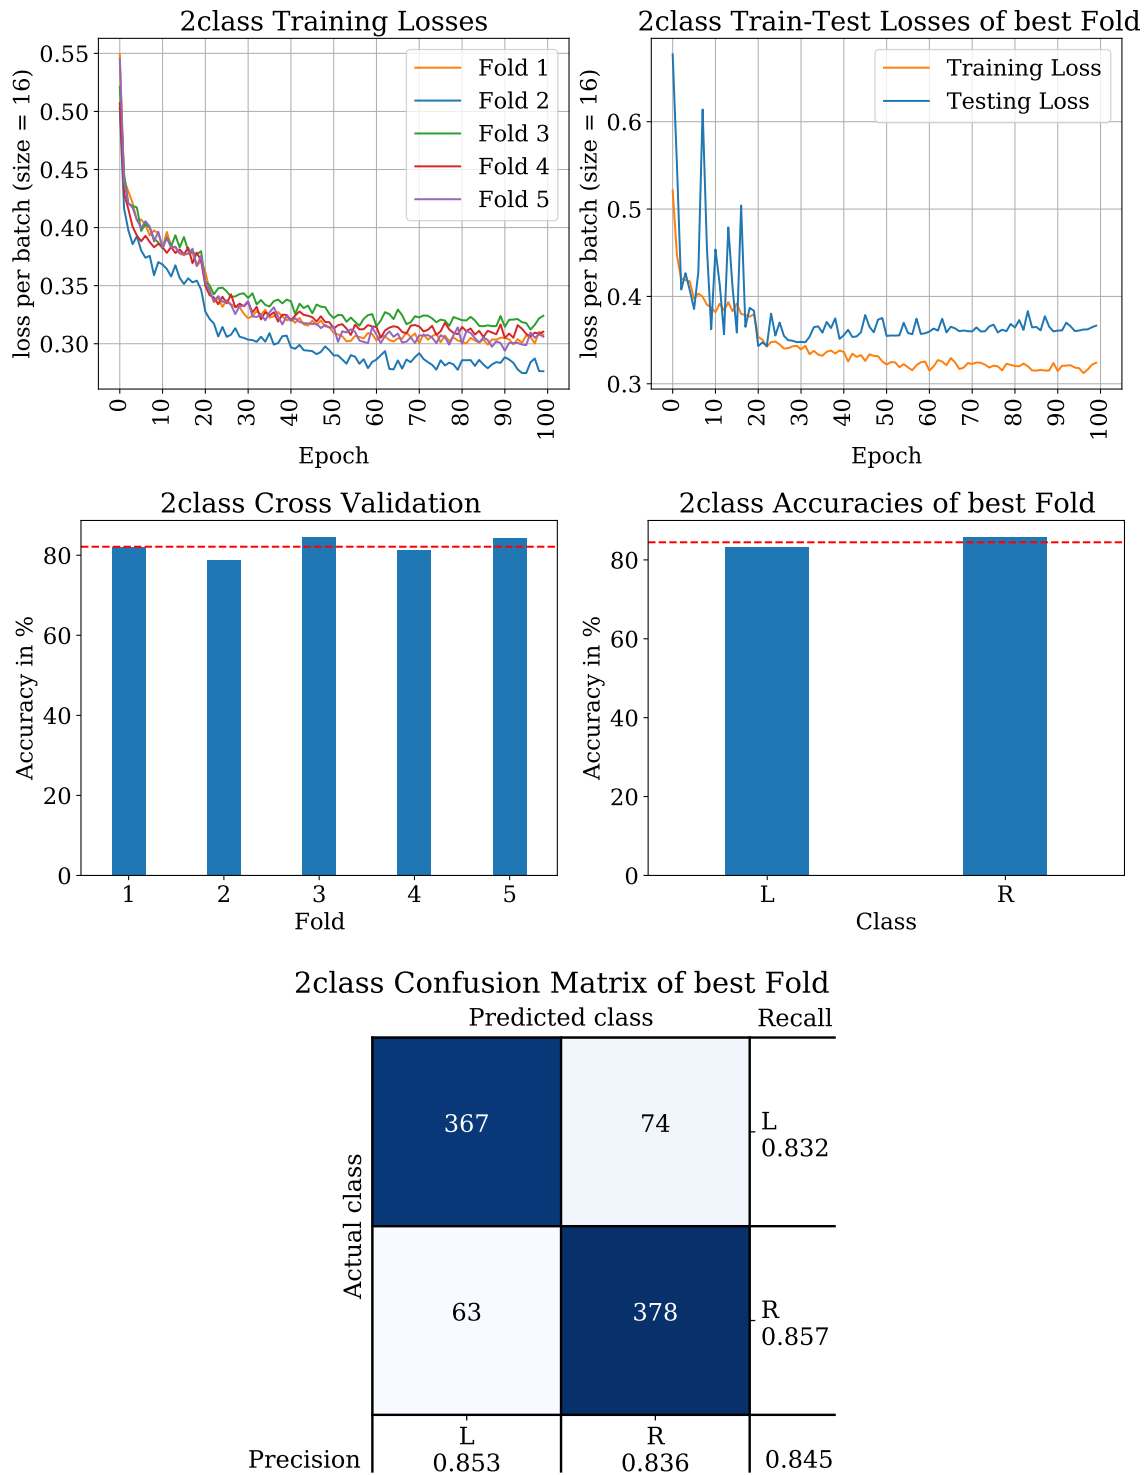 2class Training Losses
loss per batch (size = 16)
0.55
0.50
0.45
0.40
0.35
0.30
Fold 1
Fold 2
Fold 3
Fold 4
Fold 5
0 10 20 30 40 50 60 70 80 90 100
Epoch
2class Train-Test Losses of best Fold
loss per batch (size = 16)
0.6
0.5
0.4
0.3
Training Loss
Testing Loss
0 10 20 30 40 50 60 70 80 90 100
Epoch
2class Cross Validation
Accuracy in %
80
60
40
20
0
1 2 3 4 5
Fold
2class Accuracies of best Fold
Accuracy in %
80
60
40
20
0
L R
Class
2class Confusion Matrix of best Fold
Predicted class Recall
Actual class
367 74 L
0.832
63 378 R
0.857
L R
Precision 0.853 0.836 0.845